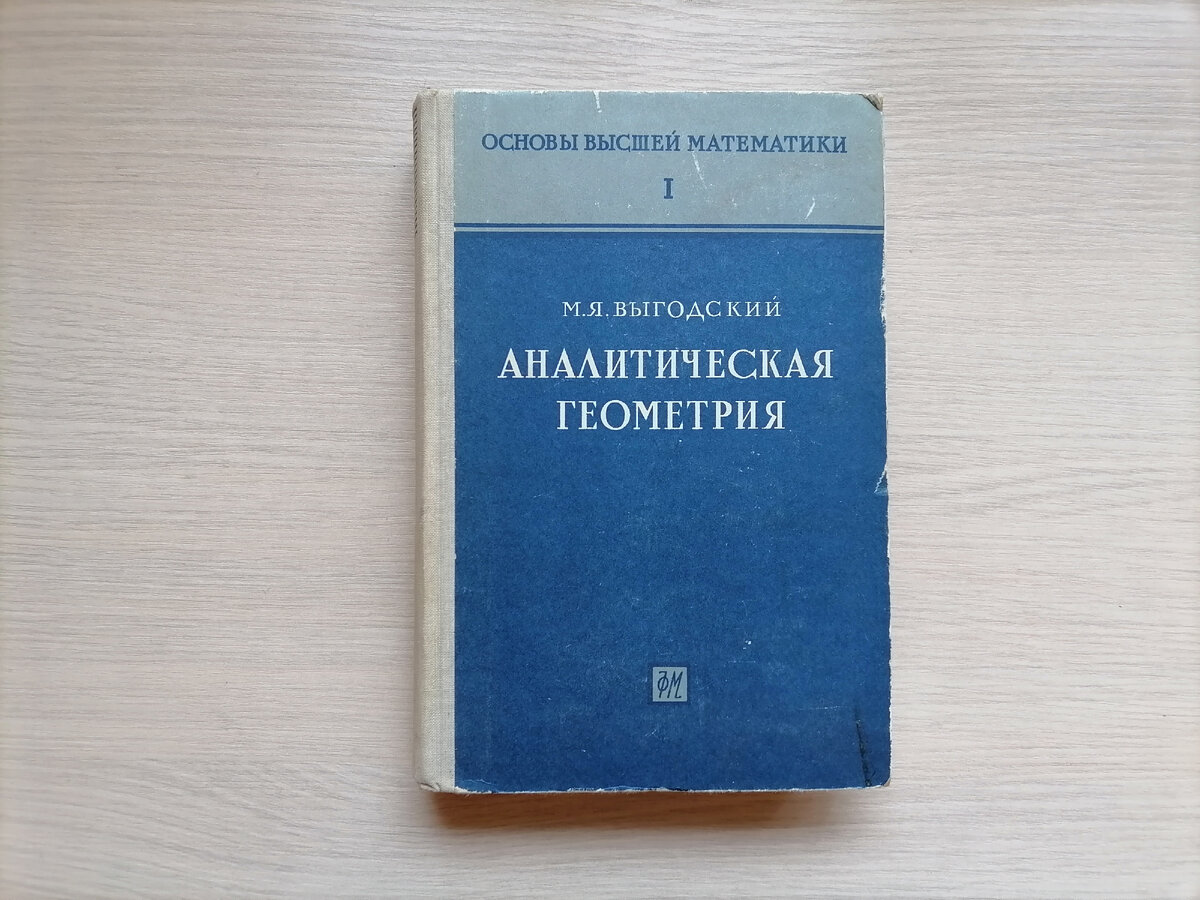 ОСНОВЫ ВЫСШЕЙ МАТЕМАТИКИ
I
М.Я.ВЫГОДСКИЙ
АНАЛИТИЧЕСКАЯ
ГЕОМЕТРИЯ
ФМ